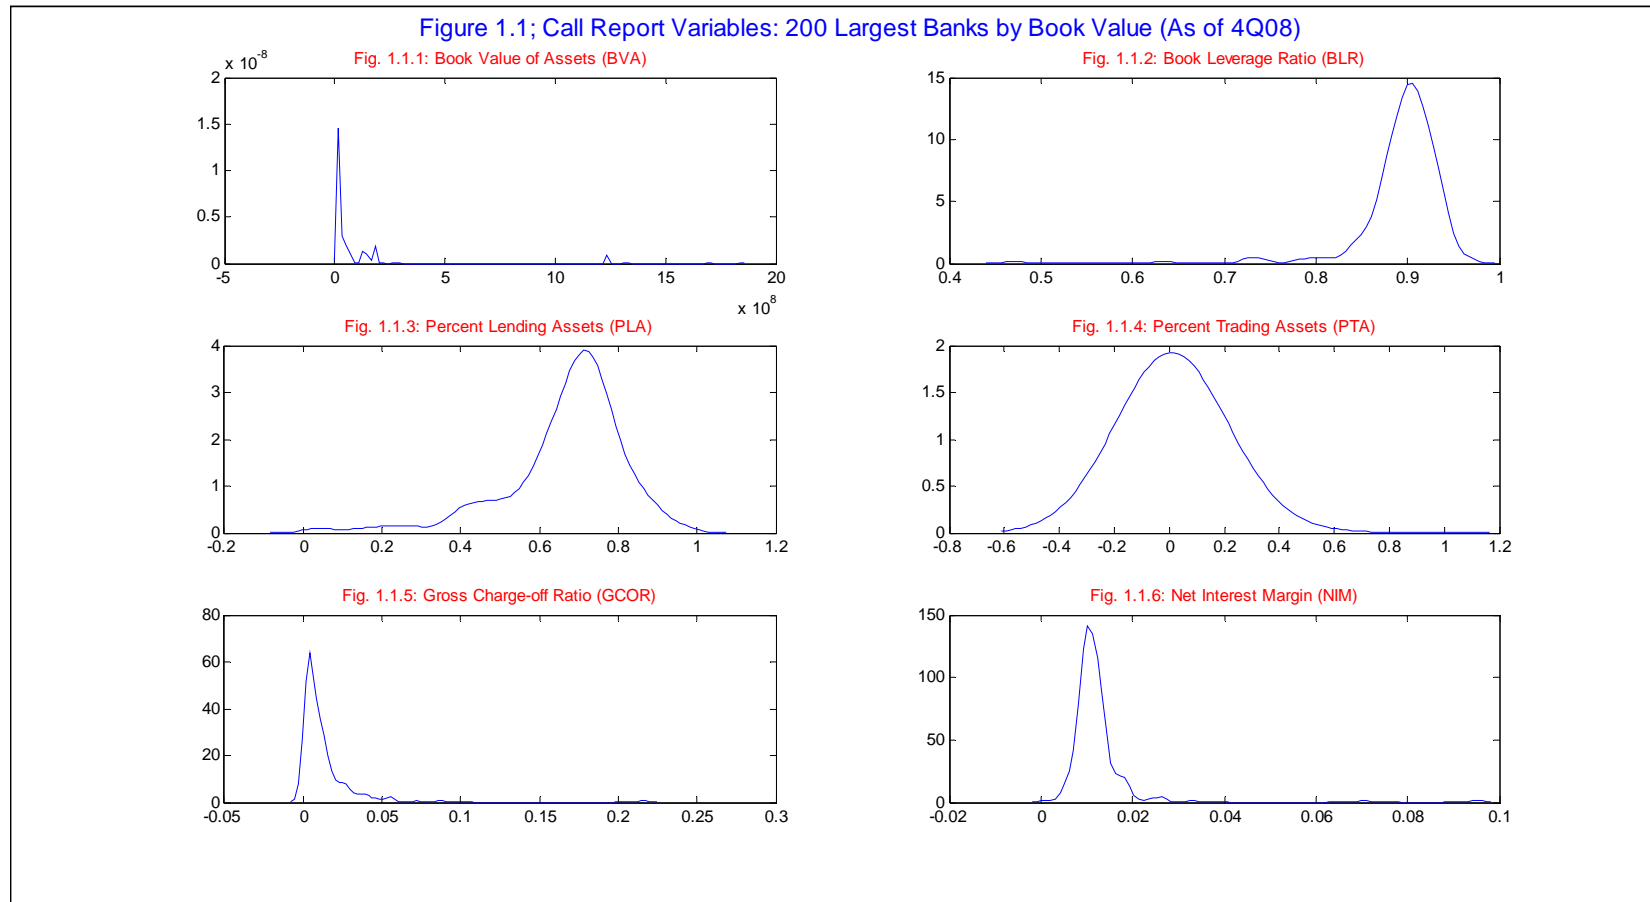 Figure 1.1; Call Report Variables: 200 Largest Banks by Book Value (As of 4Q08)
Fig. 1.1.1: Book Value of Assets (BVA)
x 10^-8
2
1.5
1
0.5
0
-5 0 5 10 15 20
x 10^8
Fig. 1.1.2: Book Leverage Ratio (BLR)
15
10
5
0
0.4 0.5 0.6 0.7 0.8 0.9 1
Fig. 1.1.3: Percent Lending Assets (PLA)
4
3
2
1
0
-0.2 0 0.2 0.4 0.6 0.8 1 1.2
Fig. 1.1.4: Percent Trading Assets (PTA)
2
1.5
1
0.5
0
-0.8 -0.6 -0.4 -0.2 0 0.2 0.4 0.6 0.8 1 1.2
Fig. 1.1.5: Gross Charge-off Ratio (GCOR)
80
60
40
20
0
-0.05 0 0.05 0.1 0.15 0.2 0.25 0.3
Fig. 1.1.6: Net Interest Margin (NIM)
150
100
50
0
-0.02 0 0.02 0.04 0.06 0.08 0.1